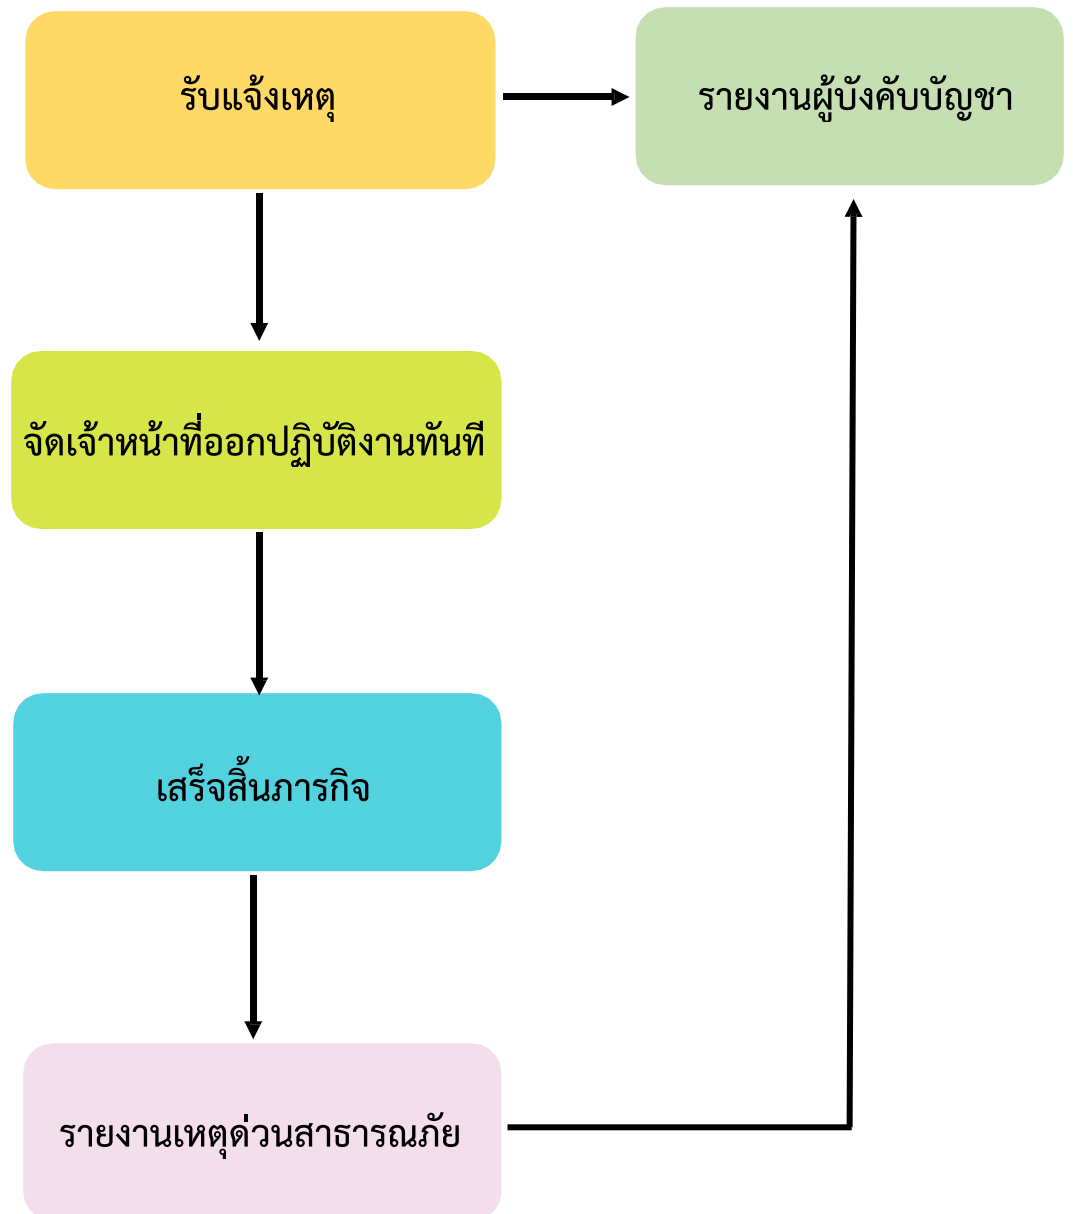 รับแจ้งเหตุ
รายงานผู้บังคับบัญชา
จัดเจ้าหน้าที่ออกปฏิบัติงานทันที
เสร็จสิ้นภารกิจ
รายงานเหตุด่วนสาธารณภัย